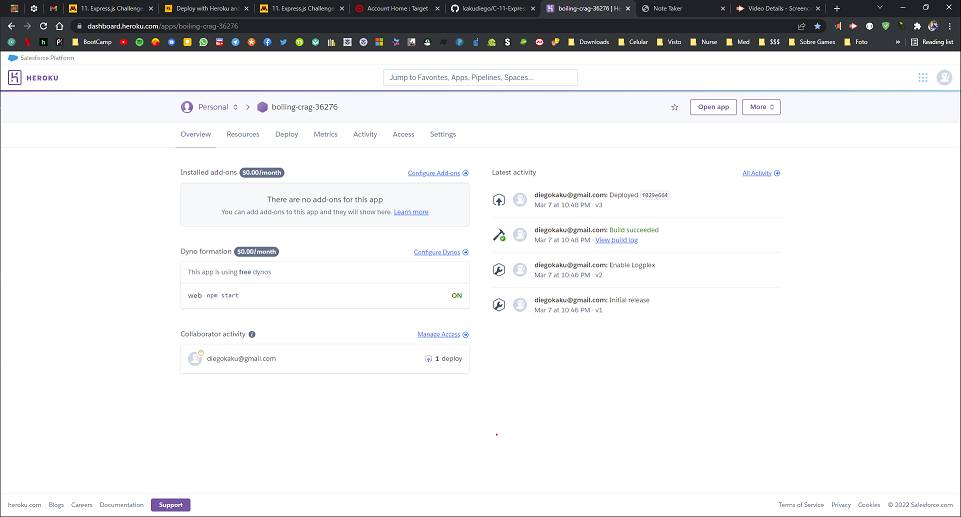 11. Express.js Challenge
Deploy with Heroku and
11. Express.js Challenge
Account Home : Target
kakudiego/C-11-Expres
boiling-crag-36276 | He
Note Taker
Video Details - Screenc
dashboard.heroku.com/apps/boiling-crag-36276
BootCamp
Downloads
Celular
Visto
Nurse
Med
$$$
Sobre Games
Foto
»
Reading list
Salesforce Platform
HEROKU
Jump to Favorites, Apps, Pipelines, Spaces...
Personal
boiling-crag-36276
Open app
More
Overview
Resources
Deploy
Metrics
Activity
Access
Settings
Installed add-ons $0.00/month
Configure Add-ons
There are no add-ons for this app
You can add add-ons to this app and they will show here. Learn more
Dyno formation $0.00/month
Configure Dynos
This app is using free dynos
web npm start
ON
Collaborator activity
Manage Access
diegokaku@gmail.com
1 deploy
Latest activity
All Activity
diegokaku@gmail.com: Deployed f029e664
Mar 7 at 10:48 PM · v3
diegokaku@gmail.com: Build succeeded
Mar 7 at 10:48 PM · View build log
diegokaku@gmail.com: Enable Logplex
Mar 7 at 10:46 PM · v2
diegokaku@gmail.com: Initial release
Mar 7 at 10:46 PM · v1
heroku.com
Blogs
Careers
Documentation
Support
Terms of Service
Privacy
Cookies
© 2022 Salesforce.com